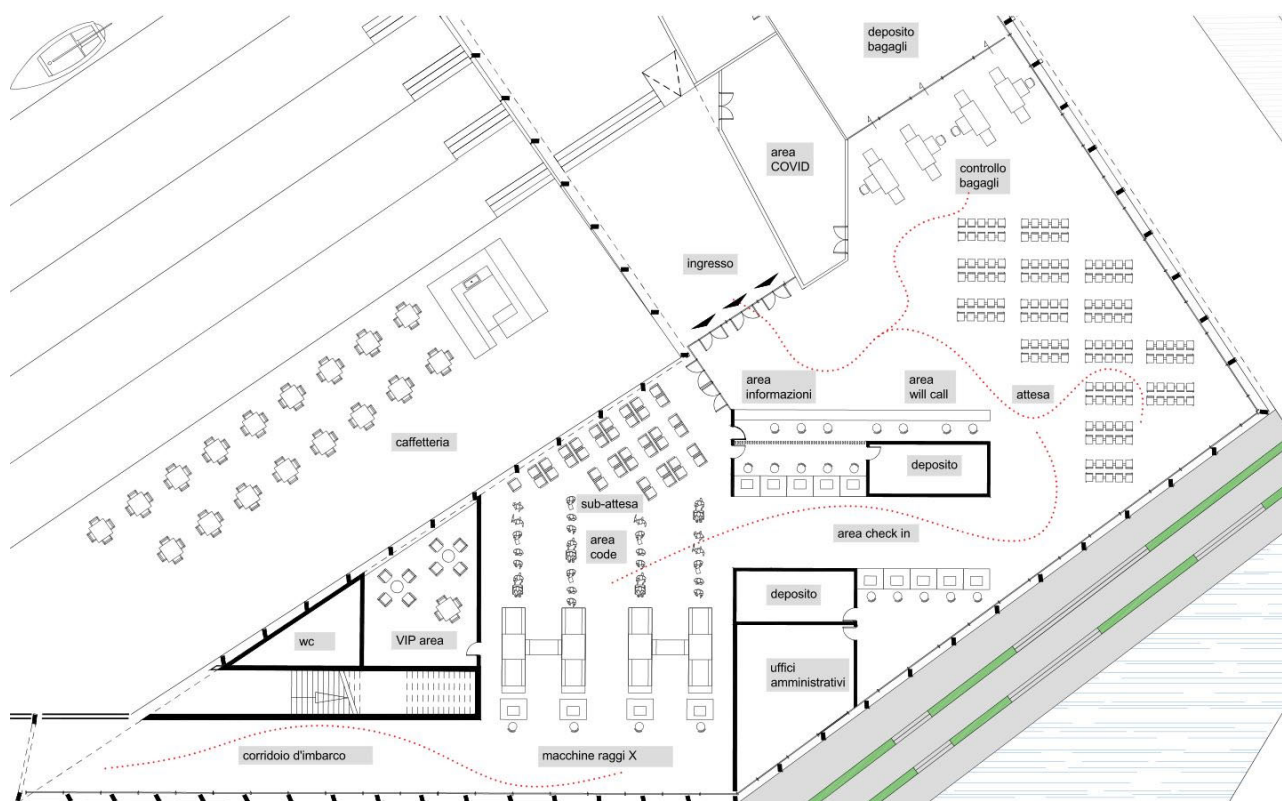 deposito
bagagli
area
COVID
controllo
bagagli
ingresso
area
informazioni
area
will call
attesa
caffetteria
deposito
sub-attesa
area
code
area check in
deposito
wc
VIP area
uffici
amministrativi
corridoio d'imbarco
macchine raggi X